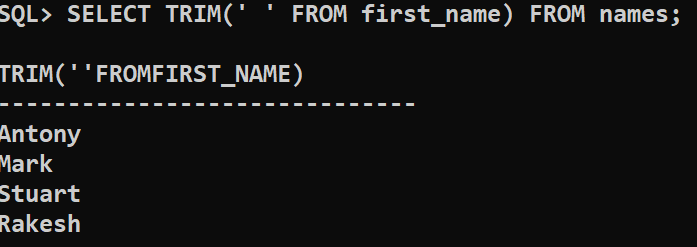 SQL> SELECT TRIM(' ' FROM first_name) FROM names;
TRIM(''FROMFIRST_NAME)
------------------------------
Antony
Mark
Stuart
Rakesh